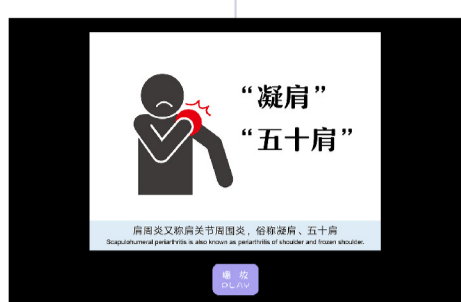 “凝肩”
“五十肩”
肩周炎又称肩关节周围炎，俗称凝肩、五十肩
Scapulohumeral periarthritis is also known as periarthritis of shoulder and frozen shoulder.
播放
PLAY